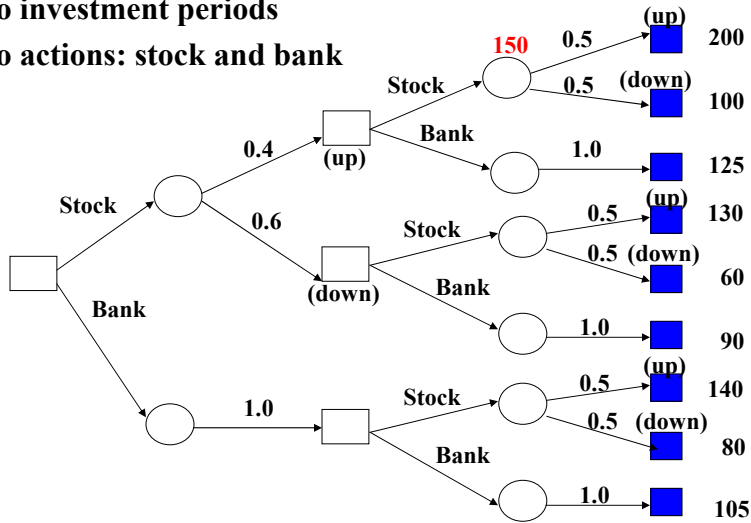 o investment periods
o actions: stock and bank
(up)
150
0.5
200
Stock
0.5
(down)
100
0.4
(up)
Bank
1.0
125
Stock
0.6
(up)
130
Stock
0.5
0.5
(down)
60
(down)
Bank
Bank
1.0
90
(up)
140
Stock
0.5
1.0
0.5
(down)
80
Bank
1.0
105